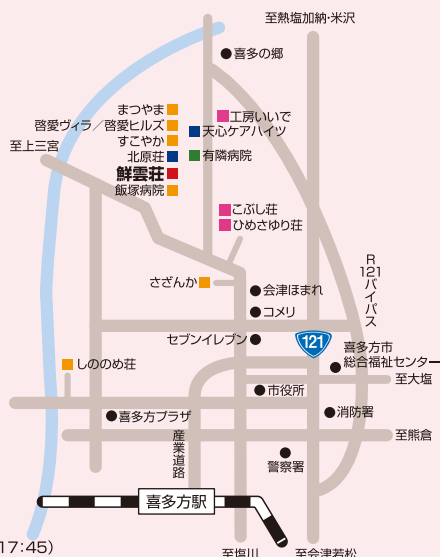 至熱塩加納・米沢
喜多の郷
まつやま
工房いいで
啓愛ヴィラ／啓愛ヒルズ
天心ケアハイツ
すこやか
至上三宮
北原荘
有隣病院
鮮雲荘
飯塚病院
こぶし荘
ひめさゆり荘
R121バイパス
さざんか
会津ほまれ
コメリ
セブンイレブン
121
喜多方市
総合福祉センター
しののめ荘
至大塩
市役所
消防署
喜多方プラザ
産業道路
至熊倉
警察署
喜多方駅
17:45）
至塩川
至会津若松